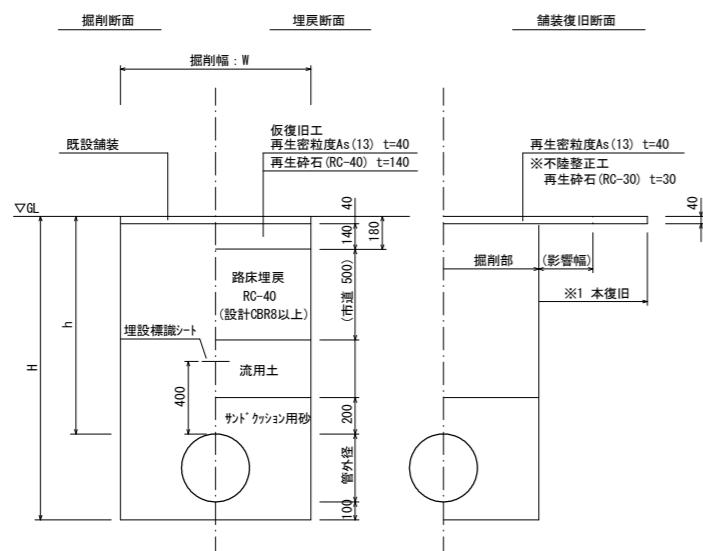 掘削断面
埋戻断面
舗装復旧断面
掘削幅：W
仮復旧工
再生密粒度As(13) t=40
再生砕石(RC-40) t=140
既設舗装
再生密粒度As(13) t=40
※不陸整正工
再生砕石(RC-30) t=30
▽GL
40
140
180
40
掘削部
(影響幅)
※1 本復旧
路床埋戻
RC-40
(設計CBR8以上)
(市道 500)
埋設標識シート
流用土
h
H
400
サンドクッション用砂
200
管外径
100